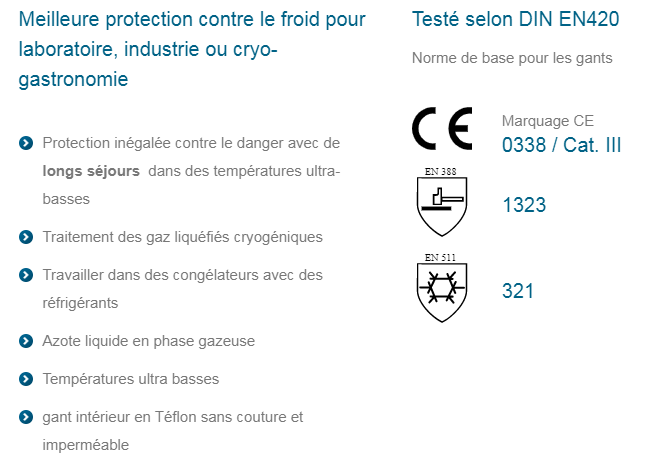 Meilleure protection contre le froid pour
laboratoire, industrie ou cryo-
gastronomie
Protection inégalée contre le danger avec de
longs séjours dans des températures ultra-
basses
Traitement des gaz liquéfiés cryogéniques
Travailler dans des congélateurs avec des
réfrigérants
Azote liquide en phase gazeuse
Températures ultra basses
gant intérieur en Téflon sans couture et
imperméable
Testé selon DIN EN420
Norme de base pour les gants
CE
Marquage CE
0338 / Cat. III
EN 388
1323
EN 511
321